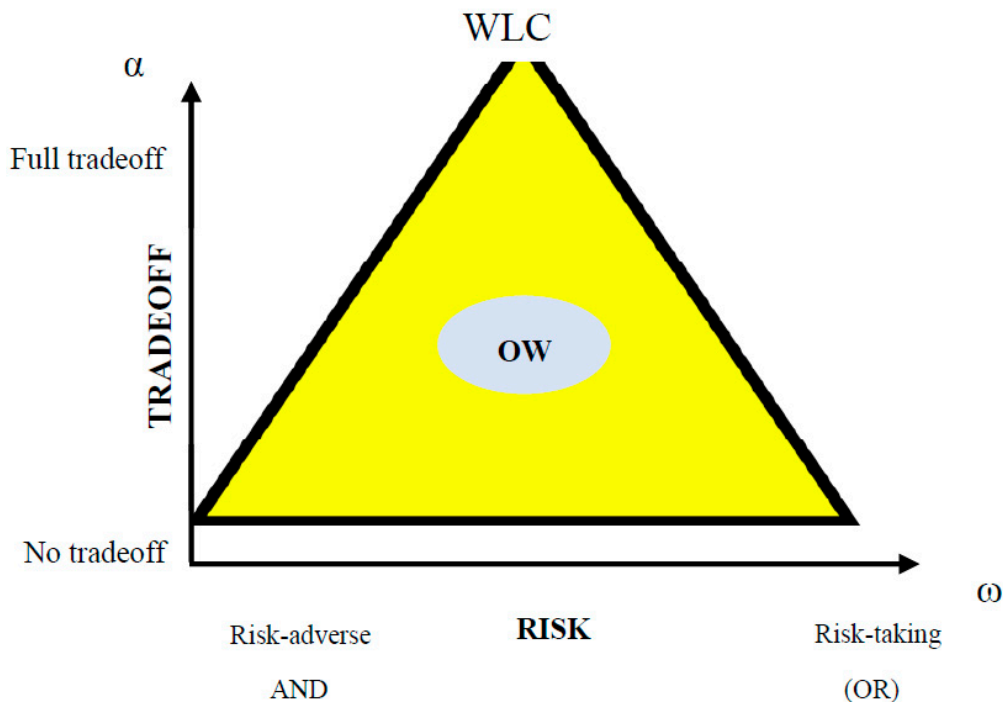 WLC
α
Full tradeoff
TRADEOFF
OW
No tradeoff
ω
Risk-adverse
RISK
Risk-taking
AND
(OR)